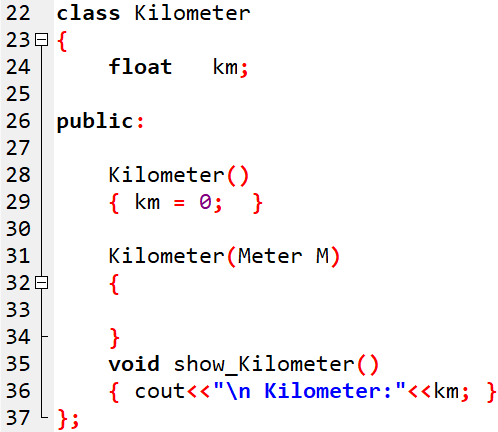 22 class Kilometer
23 {
24     float   km;
25
26 public:
27
28     Kilometer()
29     { km = 0;  }
30
31     Kilometer(Meter M)
32     {
33
34     }
35     void show_Kilometer()
36     { cout<<"\n Kilometer:"<<km; }
37 };